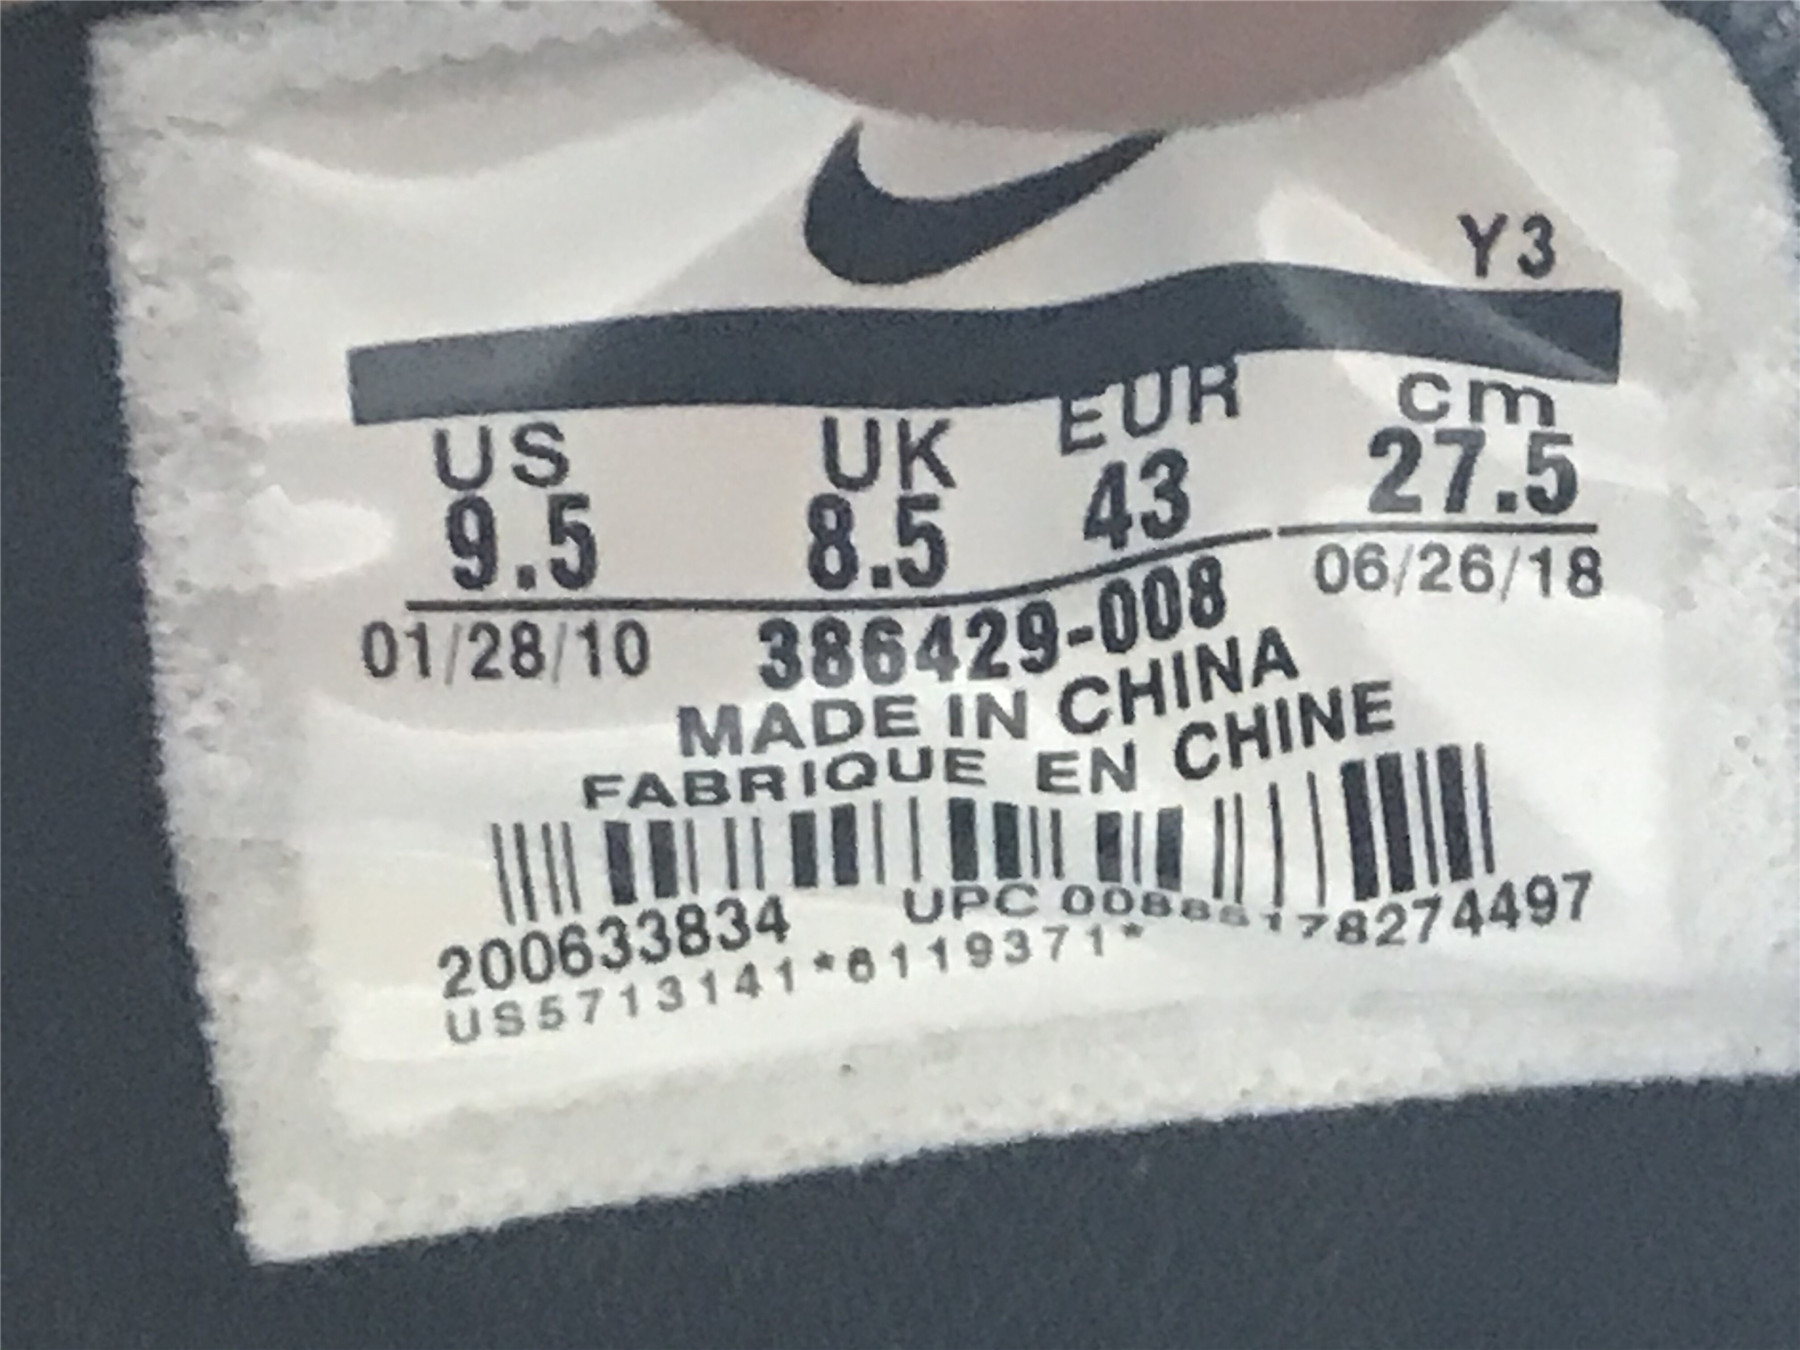 Y3
US UK EUR cm
9.5 8.5 43 27.5
01/28/10 386429-008 06/26/18
MADE IN CHINA
FABRIQUE EN CHINE
200633834 UPC 00885178274497
US5713141*6119371*